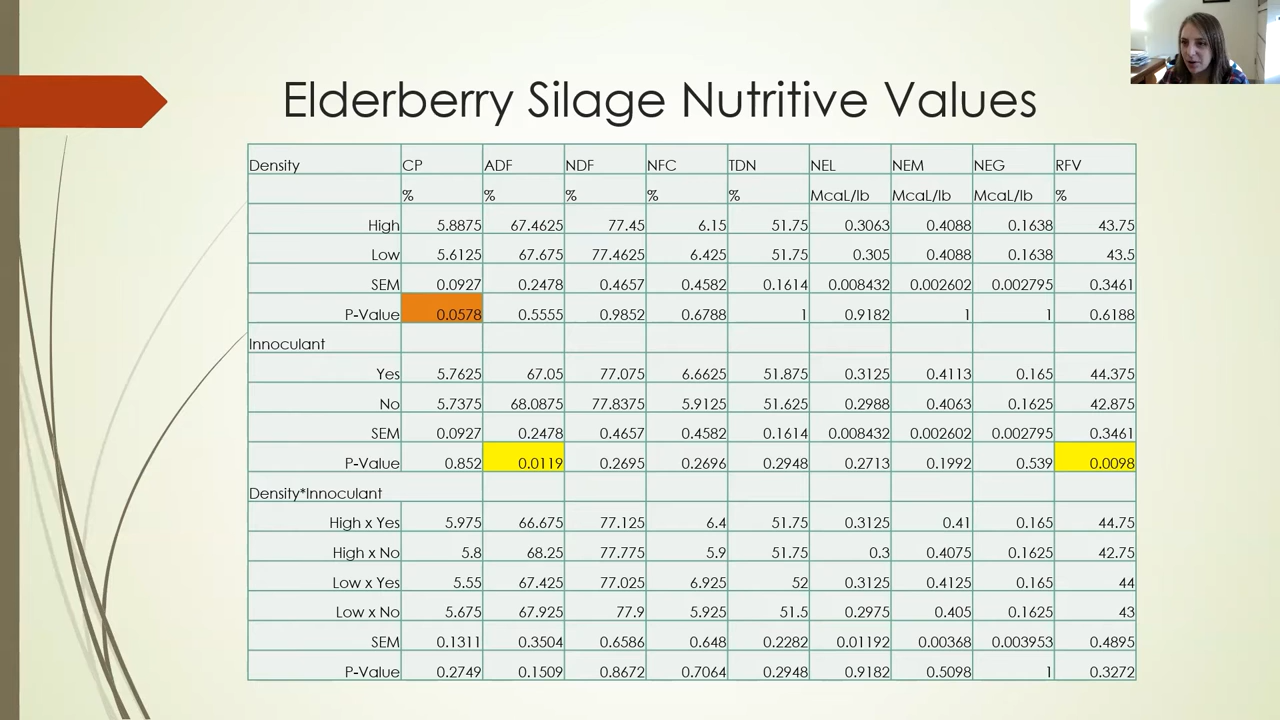 Elderberry Silage Nutritive Values
Density CP ADF NDF NFC TDN NEL NEM NEG RFV
% % % % % McaL/lb McaL/lb McaL/lb %
High 5.8875 67.4625 77.45 6.15 51.75 0.3063 0.4088 0.1638 43.75
Low 5.6125 67.675 77.4625 6.425 51.75 0.305 0.4088 0.1638 43.5
SEM 0.0927 0.2478 0.4657 0.4582 0.1614 0.008432 0.002602 0.002795 0.3461
P-Value 0.0578 0.5555 0.9852 0.6788 1 0.9182 1 1 0.6188
Innoculant
Yes 5.7625 67.05 77.075 6.6625 51.875 0.3125 0.4113 0.165 44.375
No 5.7375 68.0875 77.8375 5.9125 51.625 0.2988 0.4063 0.1625 42.875
SEM 0.0927 0.2478 0.4657 0.4582 0.1614 0.008432 0.002602 0.002795 0.3461
P-Value 0.852 0.0119 0.2695 0.2696 0.2948 0.2713 0.1992 0.539 0.0098
Density*Innoculant
High x Yes 5.975 66.675 77.125 6.4 51.75 0.3125 0.41 0.165 44.75
High x No 5.8 68.25 77.775 5.9 51.75 0.3 0.4075 0.1625 42.75
Low x Yes 5.55 67.425 77.025 6.925 52 0.3125 0.4125 0.165 44
Low x No 5.675 67.925 77.9 5.925 51.5 0.2975 0.405 0.1625 43
SEM 0.1311 0.3504 0.6586 0.648 0.2282 0.01192 0.00368 0.003953 0.4895
P-Value 0.2749 0.1509 0.8672 0.7064 0.2948 0.9182 0.5098 1 0.3272